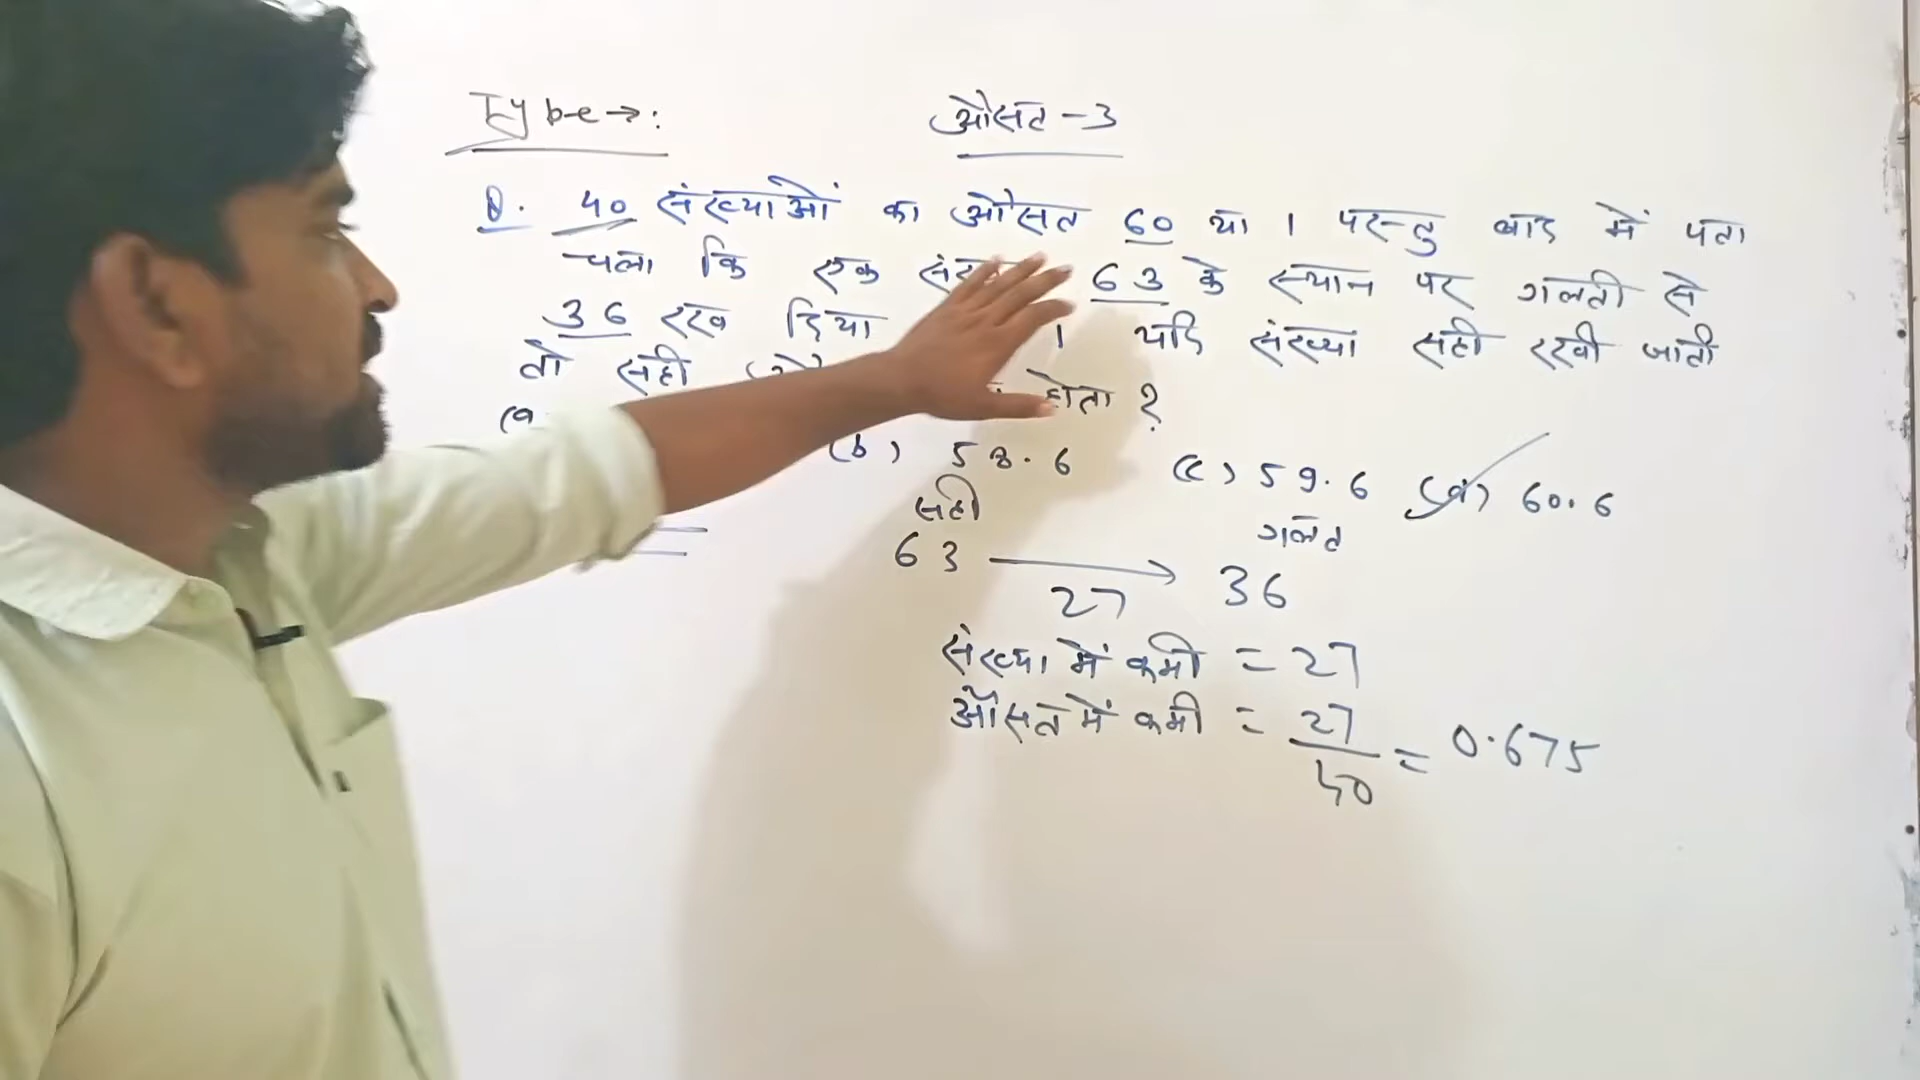 Type →: औसत - 3
Q. 40 संख्याओं का औसत 60 था । परन्तु बाद में पता
चला कि एक 63 के स्थान पर गलती से
36 रख दिया । यदि संख्या सही रखी जाती
तो सही होता ?
(b) 58.6 (c) 59.6 (d) 60.6
सही गलत
63 → 36
27
संख्या में कमी = 27
औसत में कमी = 27/40 = 0.675